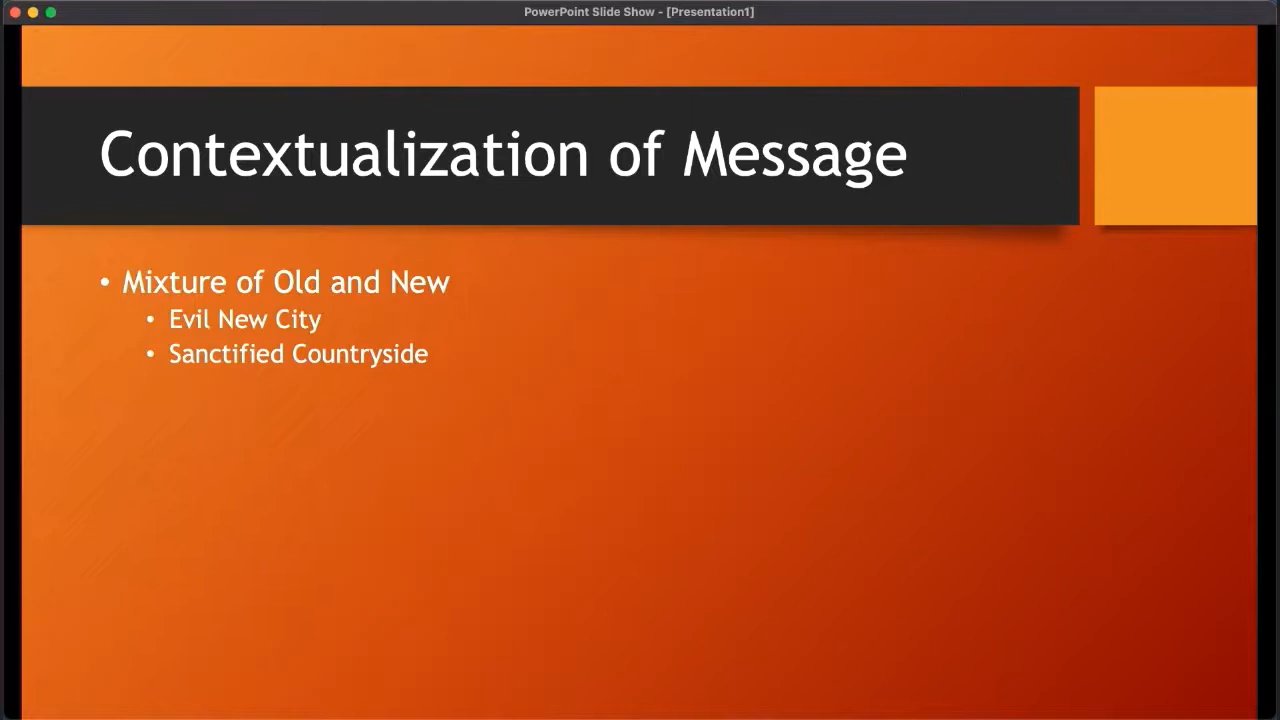 PowerPoint Slide Show - [Presentation1]
Contextualization of Message
• Mixture of Old and New
• Evil New City
• Sanctified Countryside